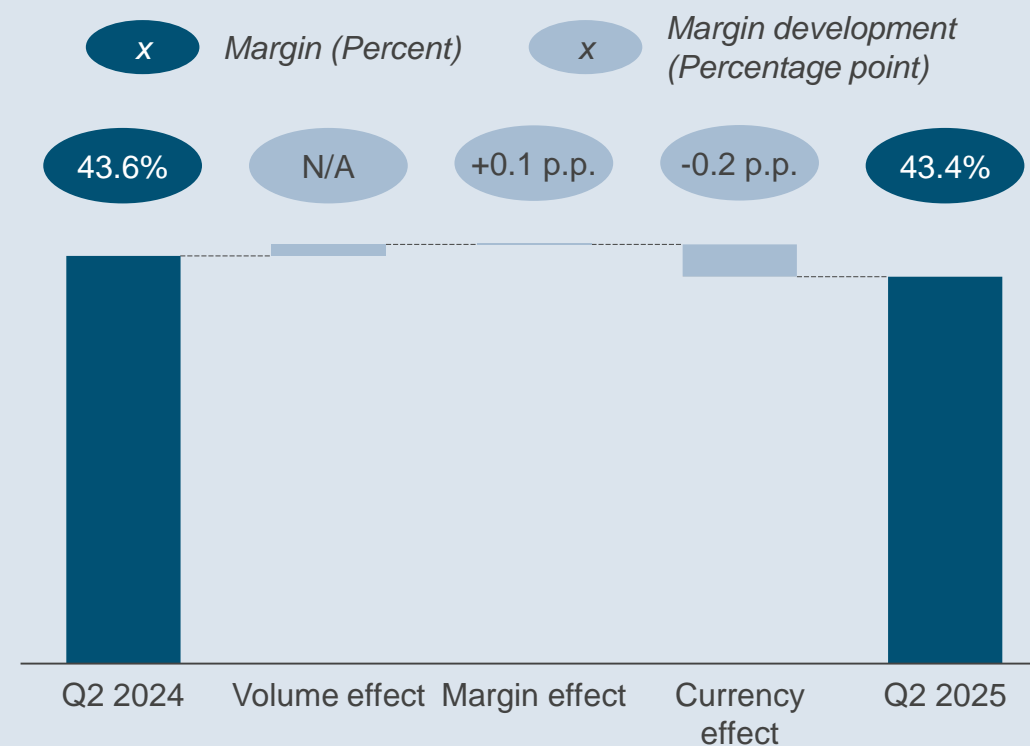 x
Margin (Percent)
x
Margin development
(Percentage point)
43.6%
N/A
+0.1 p.p.
-0.2 p.p.
43.4%
Q2 2024
Volume effect
Margin effect
Currency
effect
Q2 2025